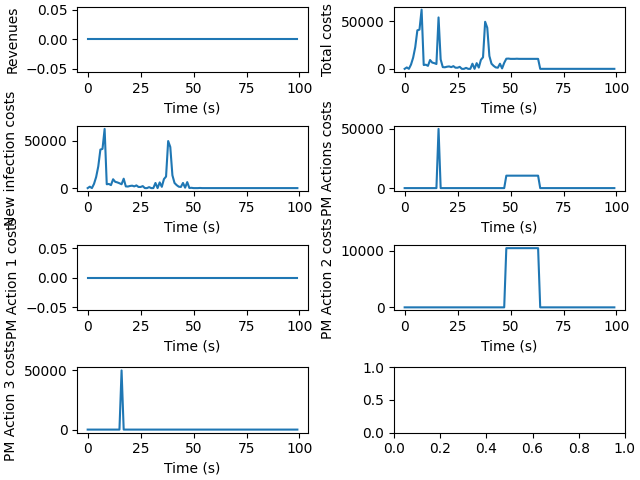 Revenues
0.05
0.00
−0.05
0 25 50 75 100
Time (s)
Total costs
50000
0
0 25 50 75 100
Time (s)
New infection costs
50000
0
0 25 50 75 100
Time (s)
PM Actions costs
50000
0
0 25 50 75 100
Time (s)
PM Action 1 costs
0.05
0.00
−0.05
0 25 50 75 100
Time (s)
PM Action 2 costs
10000
0
0 25 50 75 100
Time (s)
PM Action 3 costs
50000
0
0 25 50 75 100
Time (s)
1.0
0.5
0.0
0.0 0.2 0.4 0.6 0.8 1.0